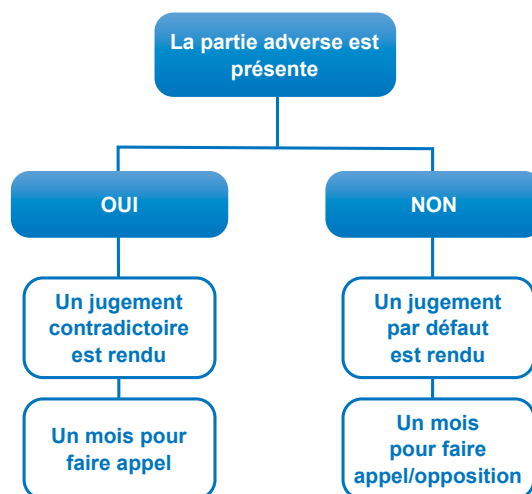 La partie adverse est
présente
OUI
NON
Un jugement
contradictoire
est rendu
Un jugement
par défaut
est rendu
Un mois pour
faire appel
Un mois
pour faire
appel/opposition